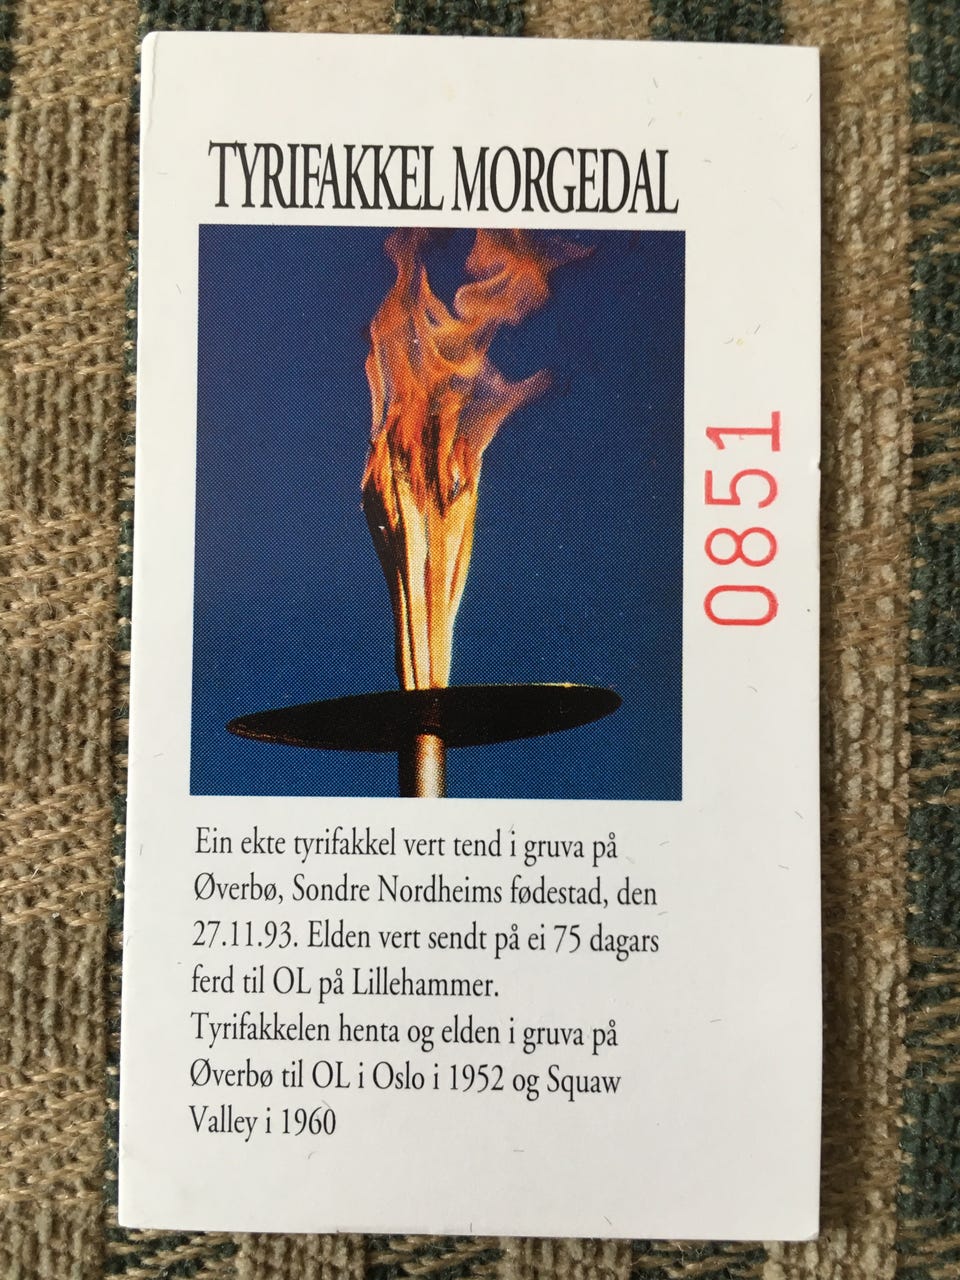 TYRIFAKKEL MORGEDAL
0851
Ein ekte tyrifakkel vert tend i gruva på
Øverbø, Sondre Nordheims fødestad, den
27.11.93. Elden vert sendt på ei 75 dagars
ferd til OL på Lillehammer.
Tyrifakkelen henta og elden i gruva på
Øverbø til OL i Oslo i 1952 og Squaw
Valley i 1960